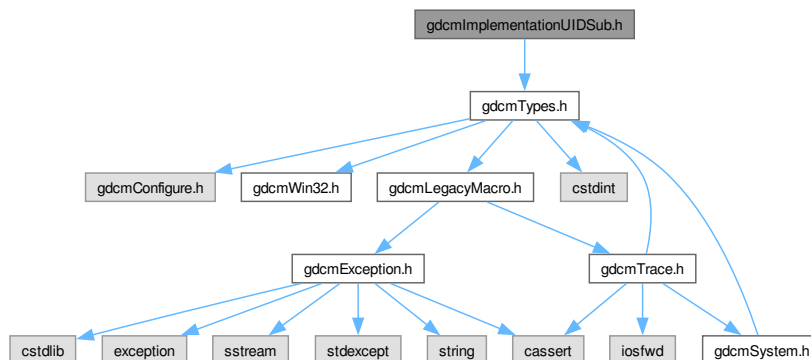 gdcmImplementationUIDSub.h
gdcmTypes.h
gdcmConfigure.h
gdcmWin32.h
gdcmLegacyMacro.h
cstdint
gdcmException.h
gdcmTrace.h
cstdlib
exception
sstream
stdexcept
string
cassert
iosfwd
gdcmSystem.h